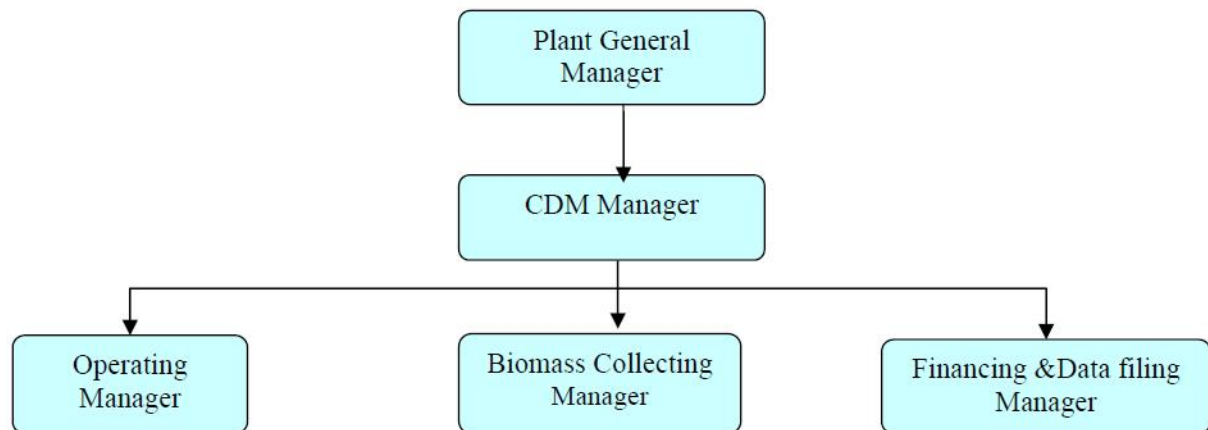 Plant General
Manager
CDM Manager
Operating
Manager
Biomass Collecting
Manager
Financing &Data filing
Manager